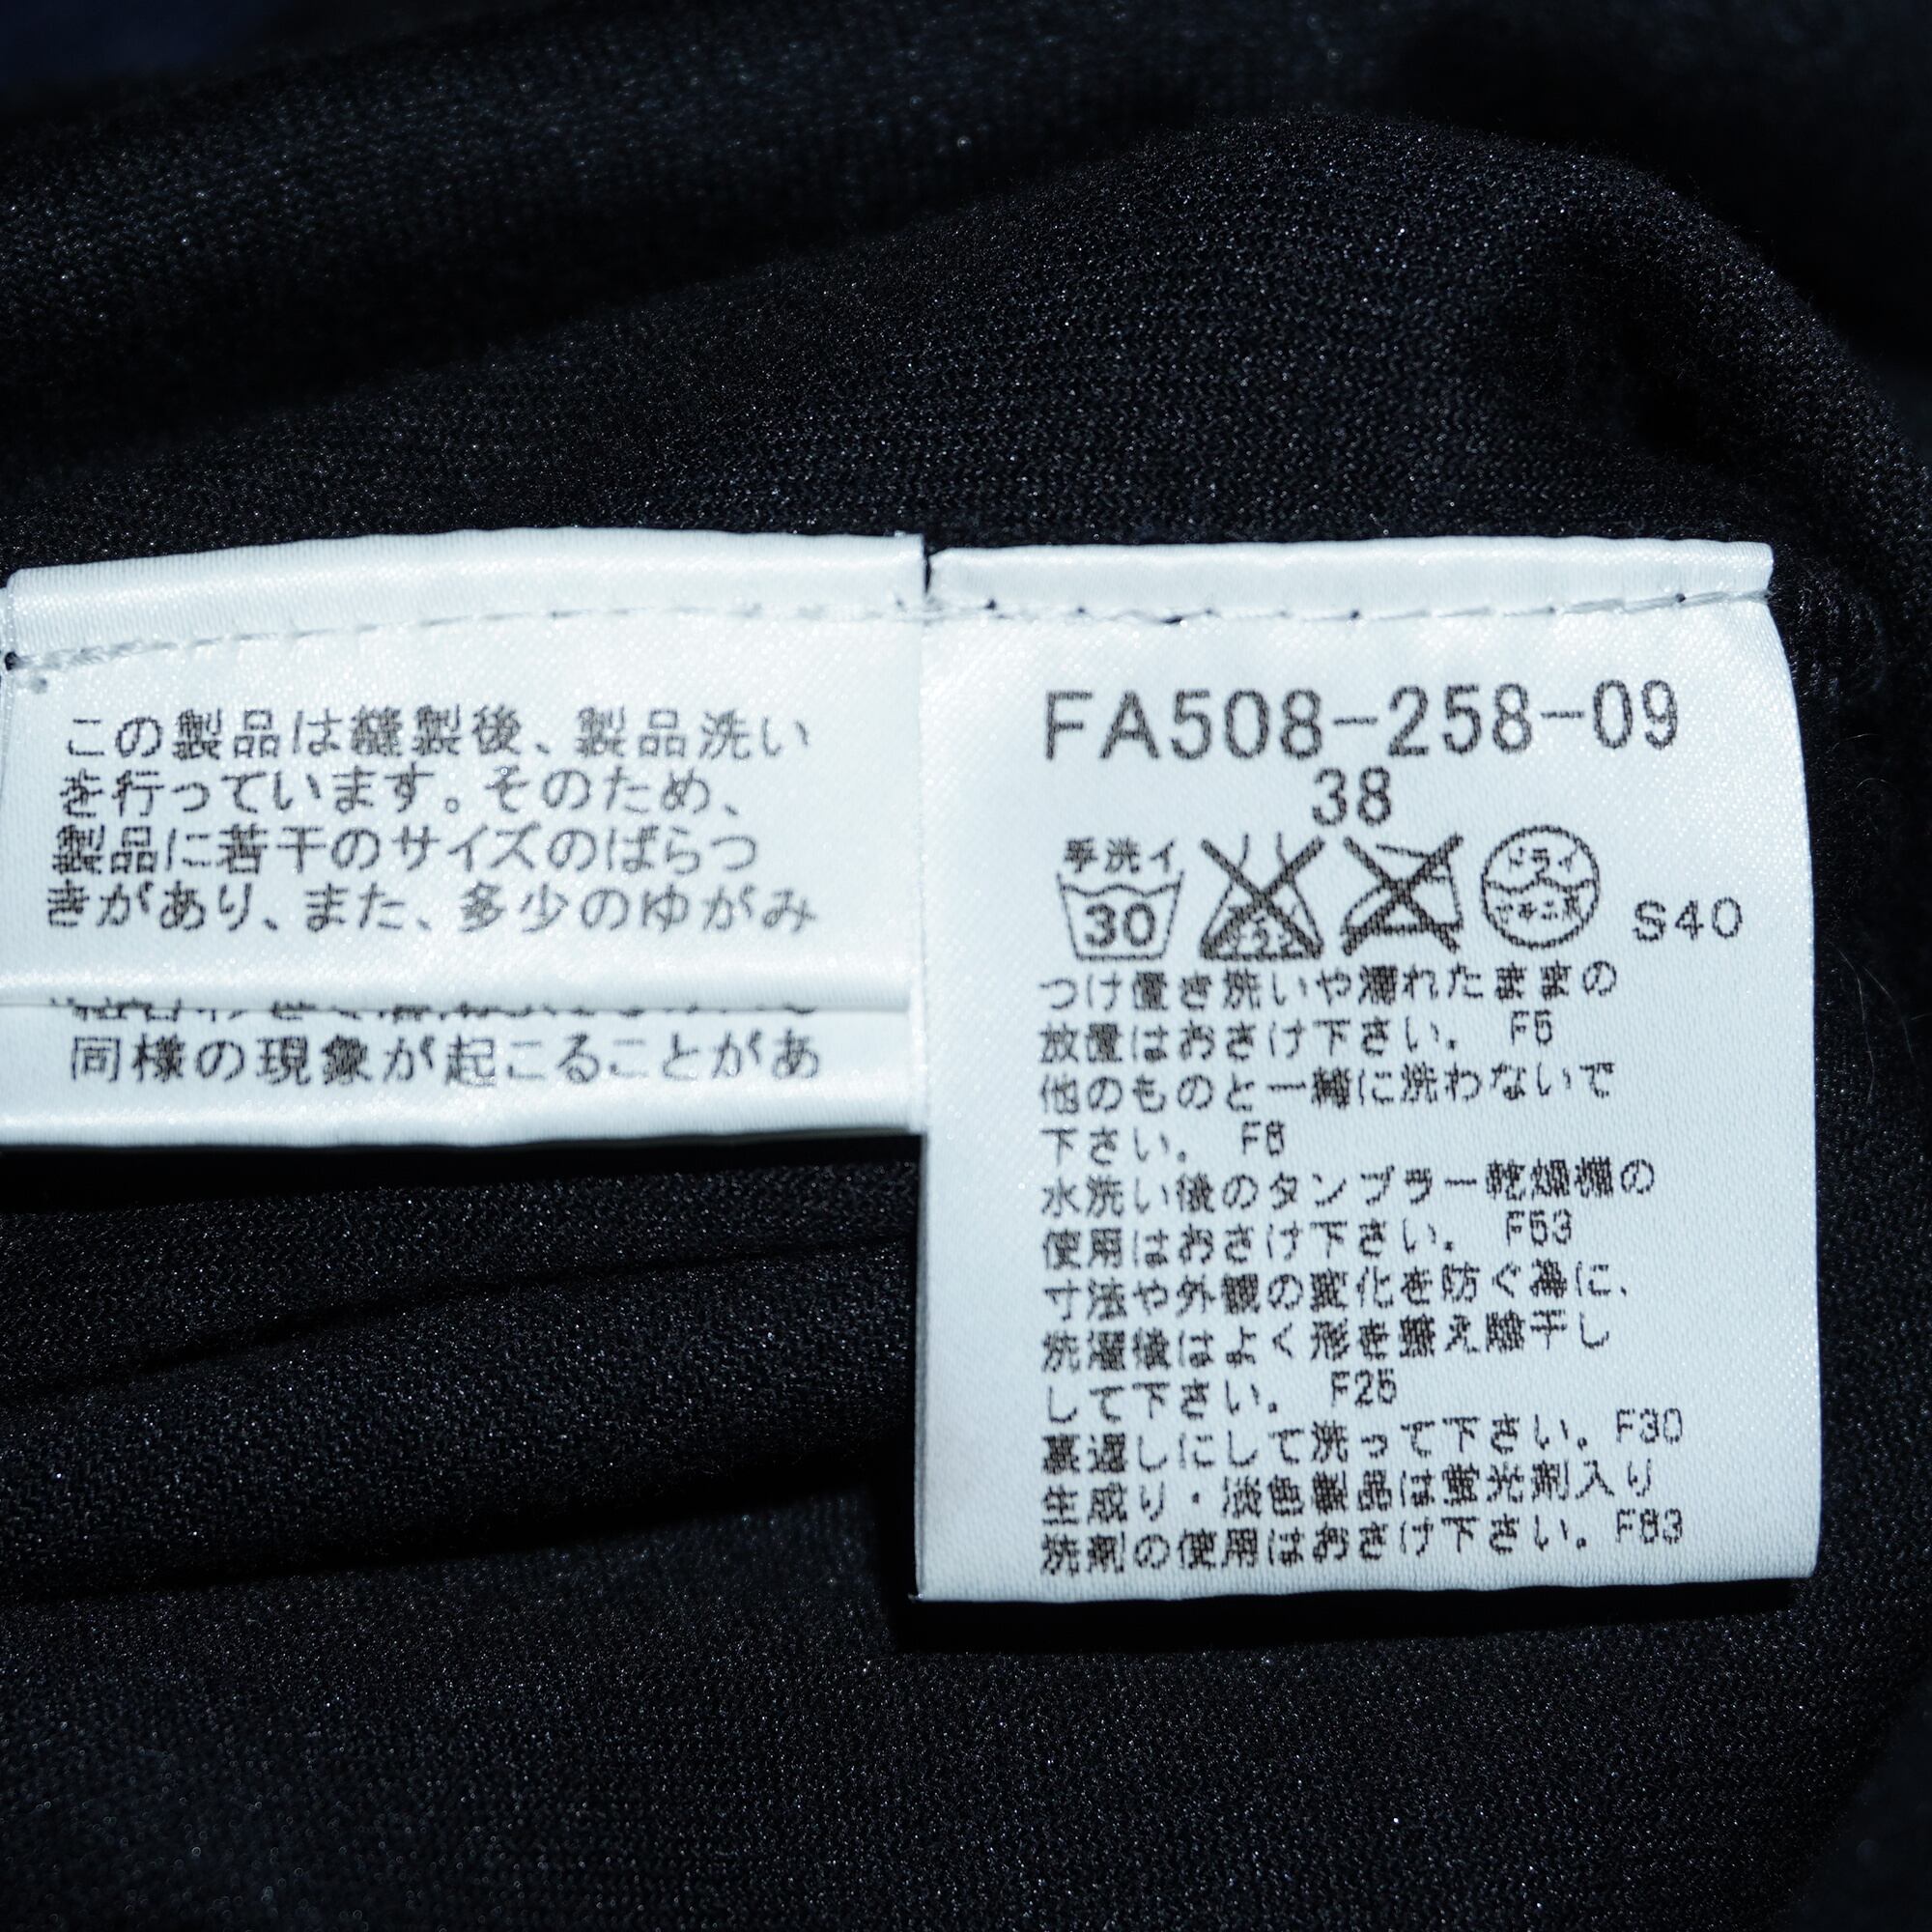 この製品は縫製後、製品洗い
を行っています。そのため、
製品に若干のサイズのばらつ
きがあり、また、多少のゆがみ
同様の現象が起こることがあ
FA508-258-09
38
手洗イ
30
ドライ
セキユ系
S40
つけ置き洗いや濡れたままの
放置はおさけ下さい。 F5
他のものと一緒に洗わないで
下さい。 F8
水洗い後のタンブラー乾燥機の
使用はおさけ下さい。 F53
寸法や外観の変化を防ぐ為に、
洗濯後はよく形を整え陰干し
して下さい。 F25
裏返しにして洗って下さい。F30
生成り・淡色製品は蛍光剤入り
洗剤の使用はおさけ下さい。F83